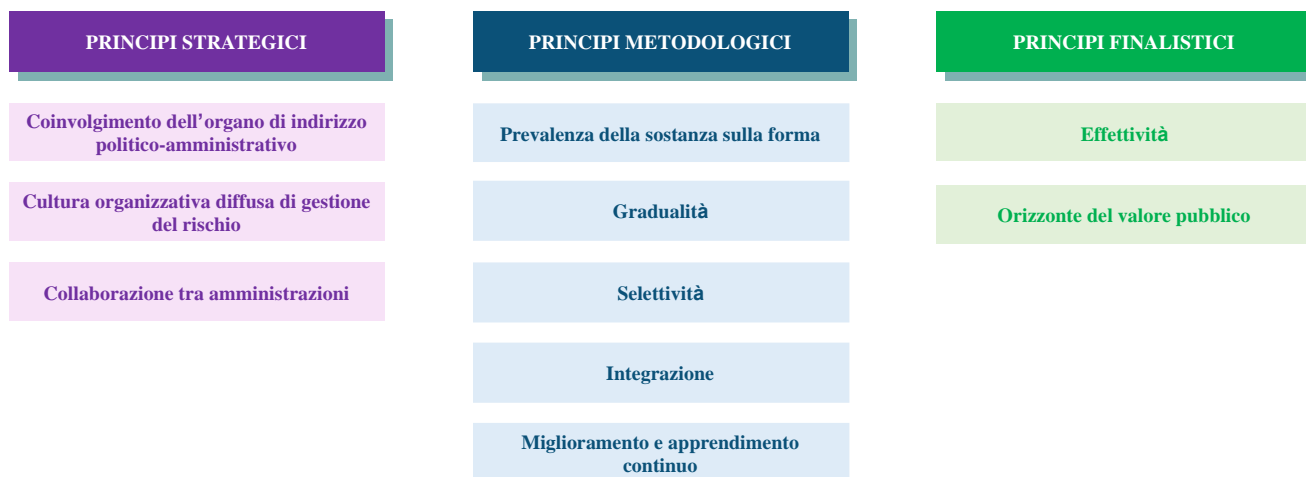 PRINCIPI STRATEGICI
Coinvolgimento dell’organo di indirizzo
politico-amministrativo
Cultura organizzativa diffusa di gestione
del rischio
Collaborazione tra amministrazioni
PRINCIPI METODOLOGICI
Prevalenza della sostanza sulla forma
Gradualità
Selettività
Integrazione
Miglioramento e apprendimento
continuo
PRINCIPI FINALISTICI
Effettività
Orizzonte del valore pubblico